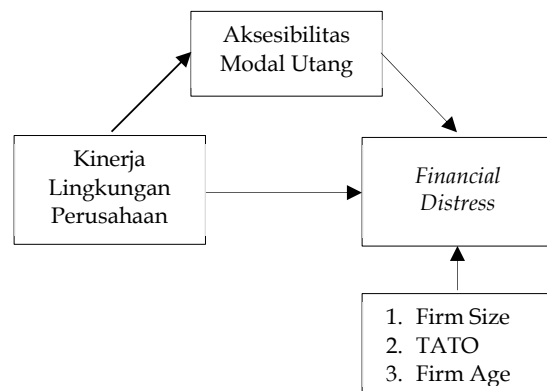 Aksesibilitas
Modal Utang
Kinerja
Lingkungan
Perusahaan
Financial
Distress
1. Firm Size
2. TATO
3. Firm Age